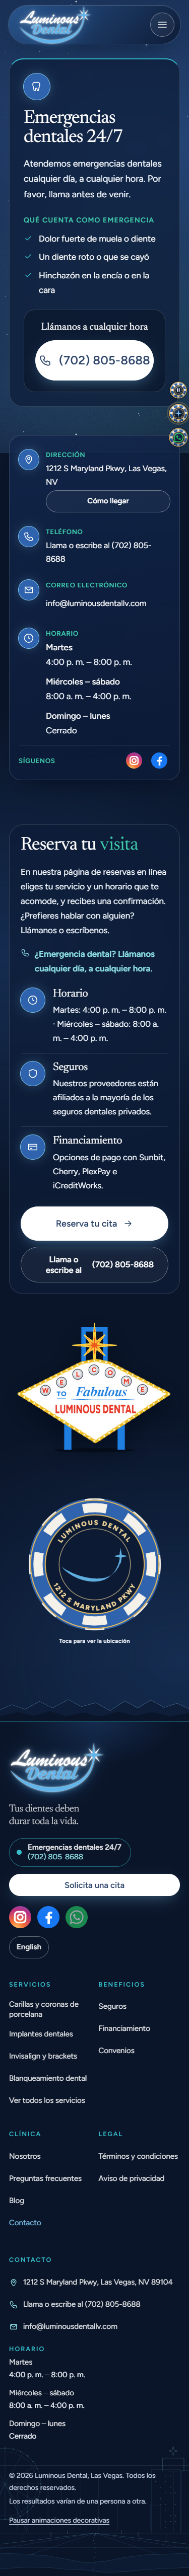 Luminous
Dental
Emergencias
dentales 24/7
Atendemos emergencias dentales
cualquier día, a cualquier hora. Por
favor, llama antes de venir.
QUÉ CUENTA COMO EMERGENCIA
Dolor fuerte de muela o diente
Un diente roto o que se cayó
Hinchazón en la encía o en la
cara
Llámanos a cualquier hora
(702) 805-8688
DIRECCIÓN
1212 S Maryland Pkwy, Las Vegas,
NV
Cómo llegar
TELÉFONO
Llama o escribe al (702) 805-
8688
CORREO ELECTRÓNICO
info@luminousdentallv.com
HORARIO
Martes
4:00 p. m. – 8:00 p. m.
Miércoles – sábado
8:00 a. m. – 4:00 p. m.
Domingo – lunes
Cerrado
SÍGUENOS
Reserva tu visita
En nuestra página de reservas en línea
eliges tu servicio y un horario que te
acomode, y recibes una confirmación.
¿Prefieres hablar con alguien?
Llámanos o escríbenos.
¿Emergencia dental? Llámanos
cualquier día, a cualquier hora.
Horario
Martes: 4:00 p. m. – 8:00 p. m.
· Miércoles – sábado: 8:00 a.
m. – 4:00 p. m.
Seguros
Nuestros proveedores están
afiliados a la mayoría de los
seguros dentales privados.
Financiamiento
Opciones de pago con Sunbit,
Cherry, PlexPay e
iCreditWorks.
Reserva tu cita →
Llama o
escribe al
(702) 805-8688
WELCOME
TO Fabulous
LUMINOUS DENTAL
LUMINOUS DENTAL
1212 S MARYLAND PKWY
Toca para ver la ubicación
Luminous
Dental
Tus dientes deben
durar toda la vida.
Emergencias dentales 24/7
(702) 805-8688
Solicita una cita
English
SERVICIOS
Carillas y coronas de
porcelana
Implantes dentales
Invisalign y brackets
Blanqueamiento dental
Ver todos los servicios
BENEFICIOS
Seguros
Financiamiento
Convenios
CLÍNICA
Nosotros
Preguntas frecuentes
Blog
Contacto
LEGAL
Términos y condiciones
Aviso de privacidad
CONTACTO
1212 S Maryland Pkwy, Las Vegas, NV 89104
Llama o escribe al (702) 805-8688
info@luminousdentallv.com
HORARIO
Martes
4:00 p. m. – 8:00 p. m.
Miércoles – sábado
8:00 a. m. – 4:00 p. m.
Domingo – lunes
Cerrado
© 2026 Luminous Dental, Las Vegas. Todos los
derechos reservados.
Los resultados varían de una persona a otra.
Pausar animaciones decorativas